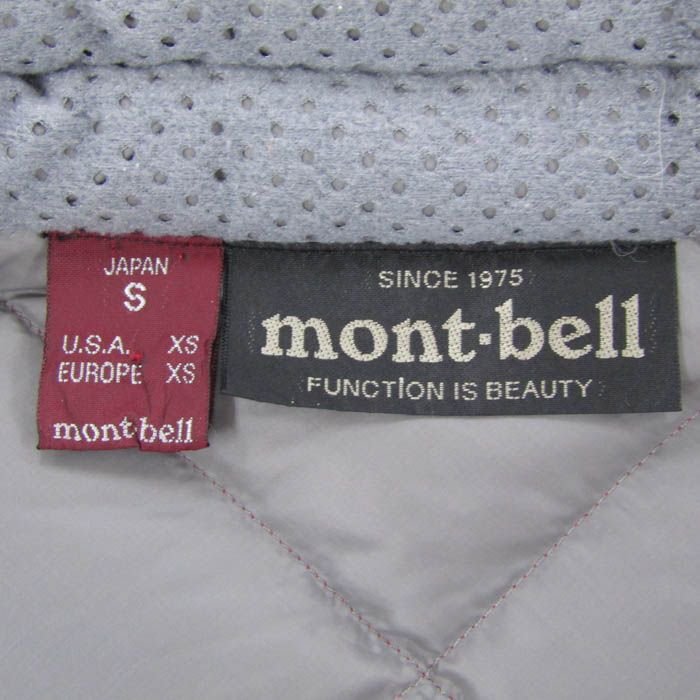 JAPAN
S
U.S.A. XS
EUROPE XS
mont·bell
SINCE 1975
mont·bell
FUNCTION IS BEAUTY